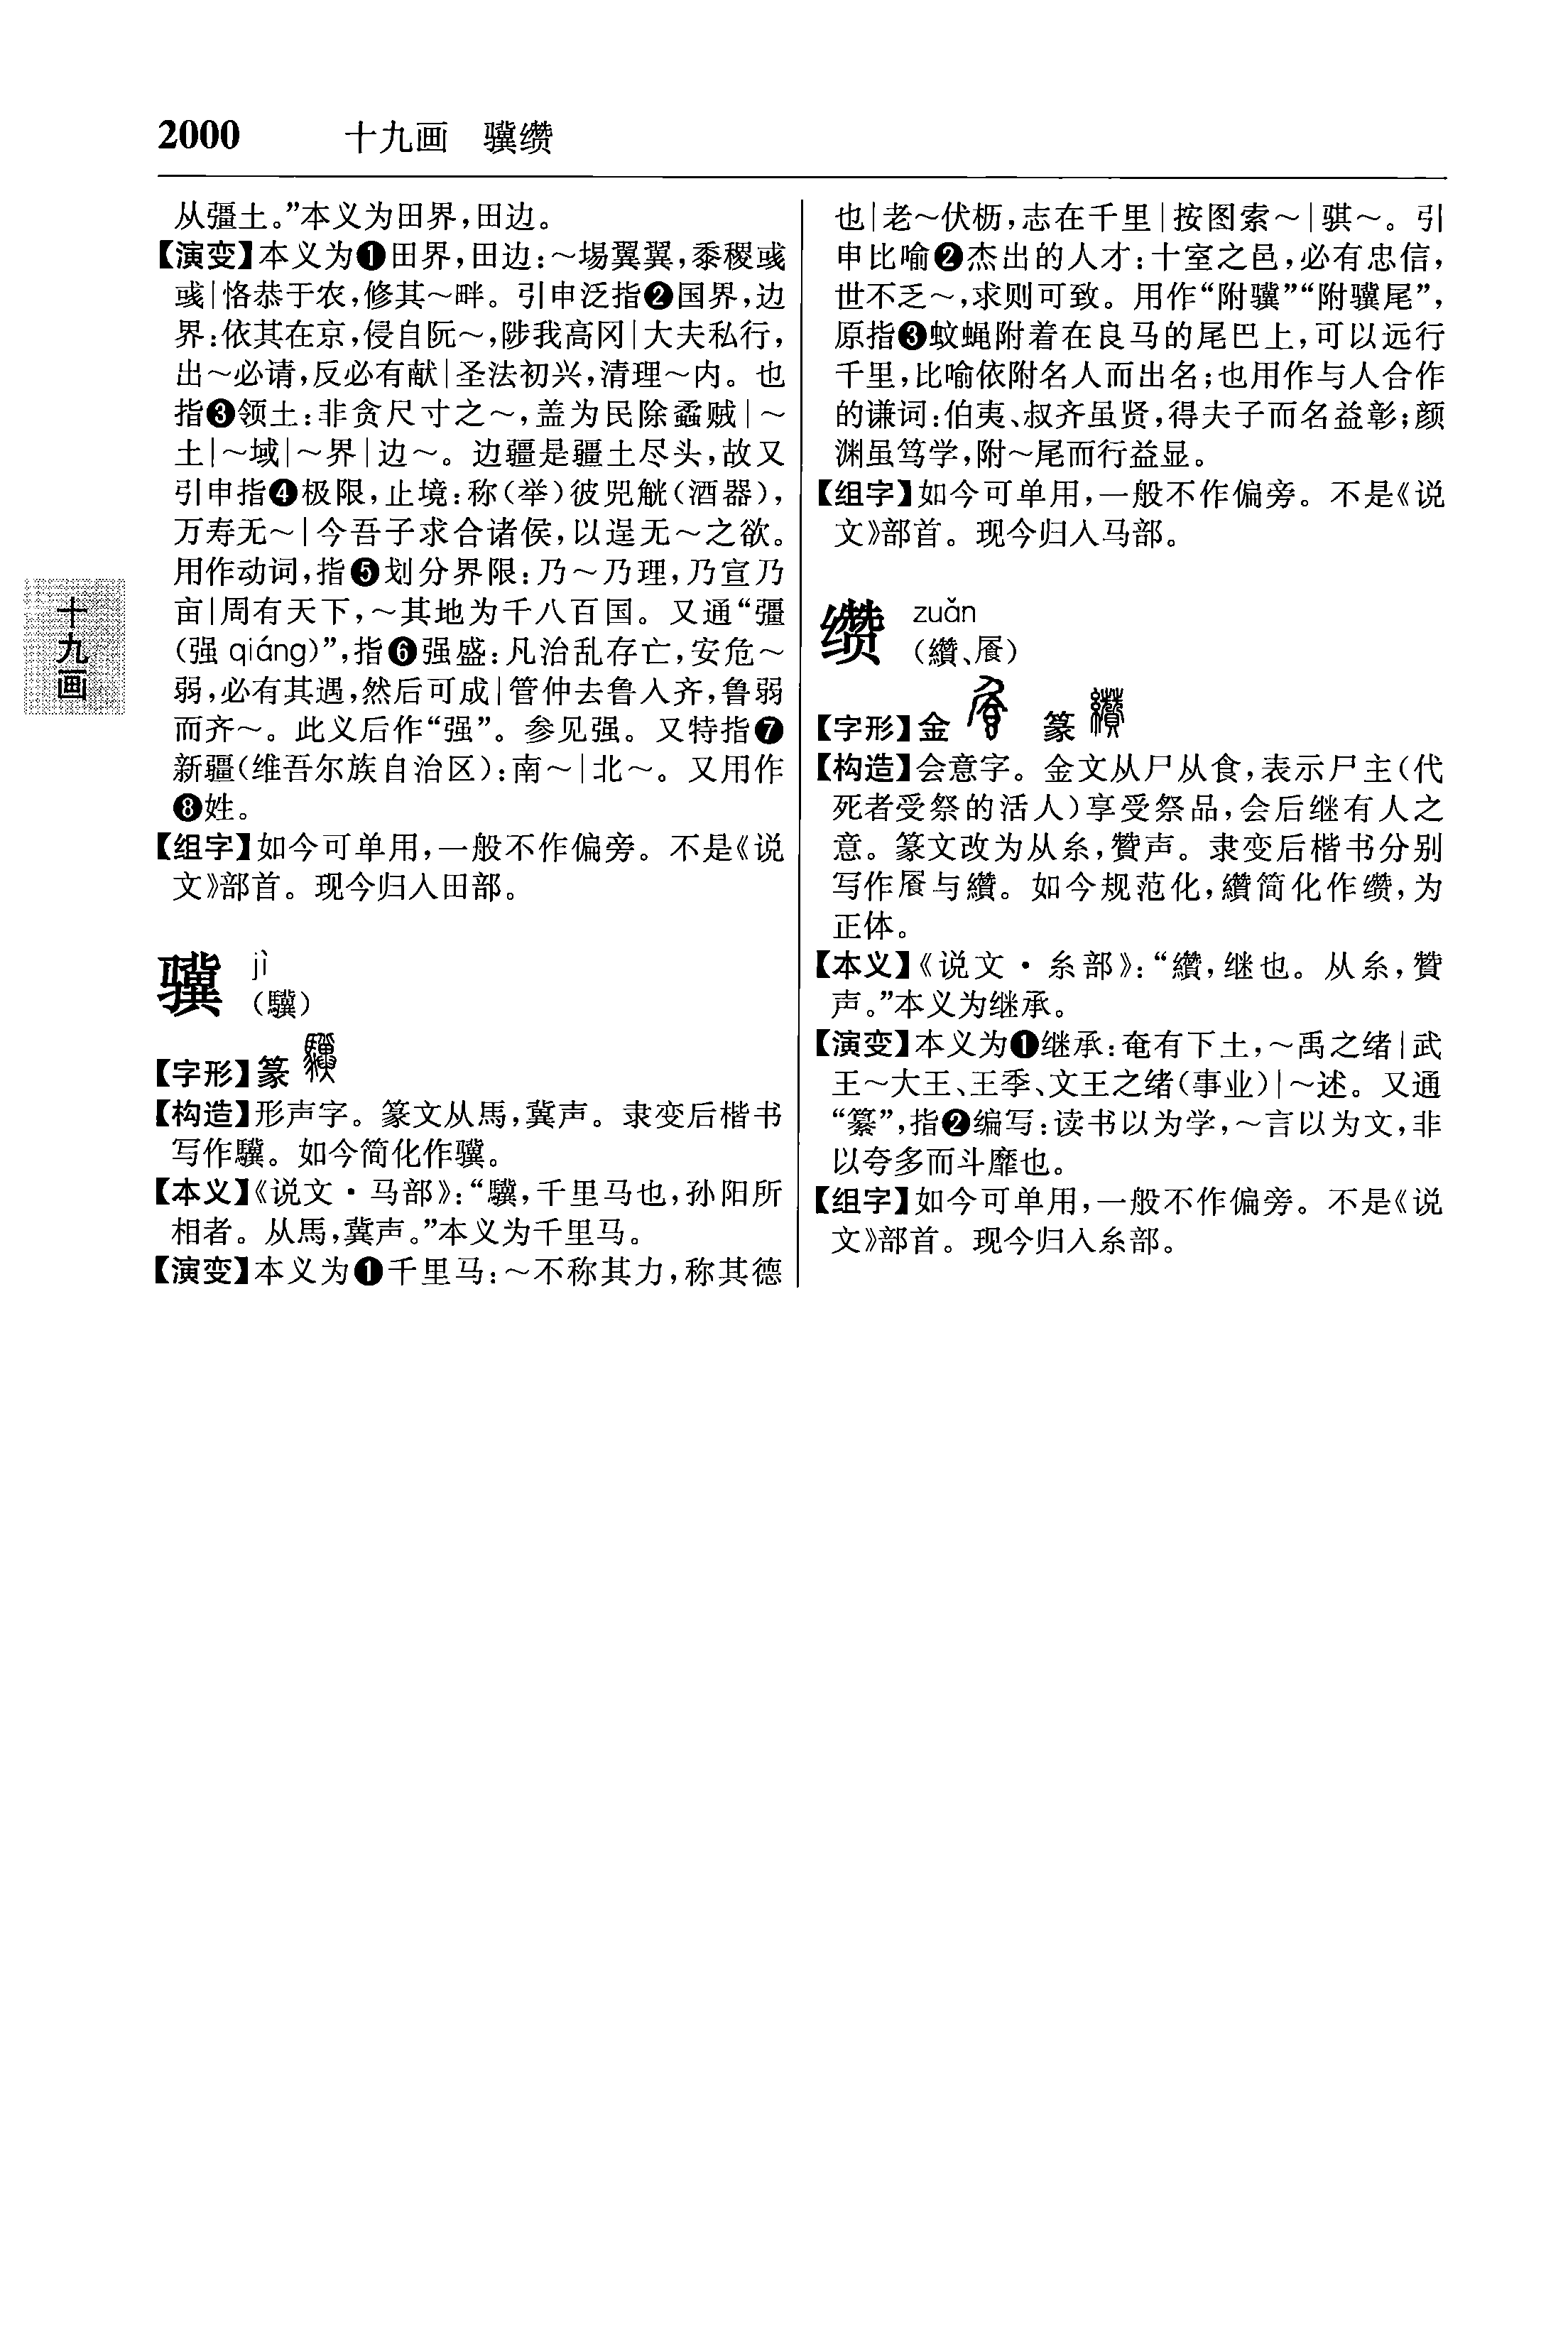 2000 十九画 骥缵
从彊土。”本义为田界，田边。
【演变】本义为❶田界，田边：～埸翼翼，黍稷彧
彧｜恪恭于农，修其～畔。引申泛指❷国界，边
界：依其在京，侵自阮～，陟我高冈｜大夫私行，
出～必请，反必有献｜圣法初兴，清理～内。也
指❸领土：非贪尺寸之～，盖为民除蟊贼｜～
土｜～域｜～界｜边～。边疆是疆土尽头，故又
引申指❹极限，止境：称（举）彼兕觥（酒器），
万寿无～｜今吾子求合诸侯，以逞无～之欲。
用作动词，指❺划分界限：乃～乃理，乃宣乃
亩｜周有天下，～其地为千八百国。又通“彊
（强 qiáng）”，指❻强盛：凡治乱存亡，安危～
弱，必有其遇，然后可成｜管仲去鲁入齐，鲁弱
而齐～。此义后作“强”。参见强。又特指❼
新疆（维吾尔族自治区）：南～｜北～。又用作
❽姓。
【组字】如今可单用，一般不作偏旁。不是《说
文》部首。现今归入田部。
骥 jì
（驥）
【字形】篆
【构造】形声字。篆文从馬，冀声。隶变后楷书
写作驥。如今简化作骥。
【本义】《说文·马部》：“驥，千里马也，孙阳所
相者。从馬，冀声。”本义为千里马。
【演变】本义为❶千里马：～不称其力，称其德
也｜老～伏枥，志在千里｜按图索～｜骐～。引
申比喻❷杰出的人才：十室之邑，必有忠信，
世不乏～，求则可致。用作“附骥”“附骥尾”，
原指❸蚊蝇附着在良马的尾巴上，可以远行
千里，比喻依附名人而出名；也用作与人合作
的谦词：伯夷、叔齐虽贤，得夫子而名益彰；颜
渊虽笃学，附～尾而行益显。
【组字】如今可单用，一般不作偏旁。不是《说
文》部首。现今归入马部。
缵 zuǎn
（纘、㞺）
【字形】金 篆
【构造】会意字。金文从尸从食，表示尸主（代
死者受祭的活人）享受祭品，会后继有人之
意。篆文改为从糸，贊声。隶变后楷书分别
写作㞺与纘。如今规范化，纘简化作缵，为
正体。
【本义】《说文·糸部》：“纘，继也。从糸，贊
声。”本义为继承。
【演变】本义为❶继承：奄有下土，～禹之绪｜武
王～大王、王季、文王之绪（事业）｜～述。又通
“纂”，指❷编写：读书以为学，～言以为文，非
以夸多而斗靡也。
【组字】如今可单用，一般不作偏旁。不是《说
文》部首。现今归入糸部。
十九画